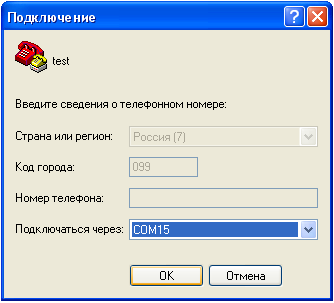 Подключение
test
Введите сведения о телефонном номере:
Страна или регион: Россия (7)
Код города: 099
Номер телефона:
Подключаться через: COM15
OK Отмена